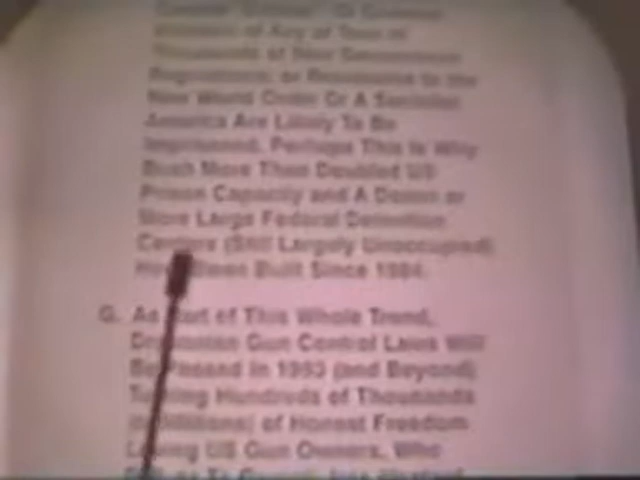 Thousands of New Government
Regulations; or Resistance to the
New World Order Or A Socialist
America Are Likely To Be
Imprisoned. Perhaps This Is Why
Bush More Than Doubled US
Prison Capacity and A Dozen or
More Large Federal Detention
Centers (Still Largely Unoccupied)
Have Been Built Since 1984.
G. As Part of This Whole Trend,
Draconian Gun Control Laws Will
Be Passed in 1993 (and Beyond)
Turning Hundreds of Thousands
(or Millions) of Honest Freedom
Loving US Gun Owners, Who